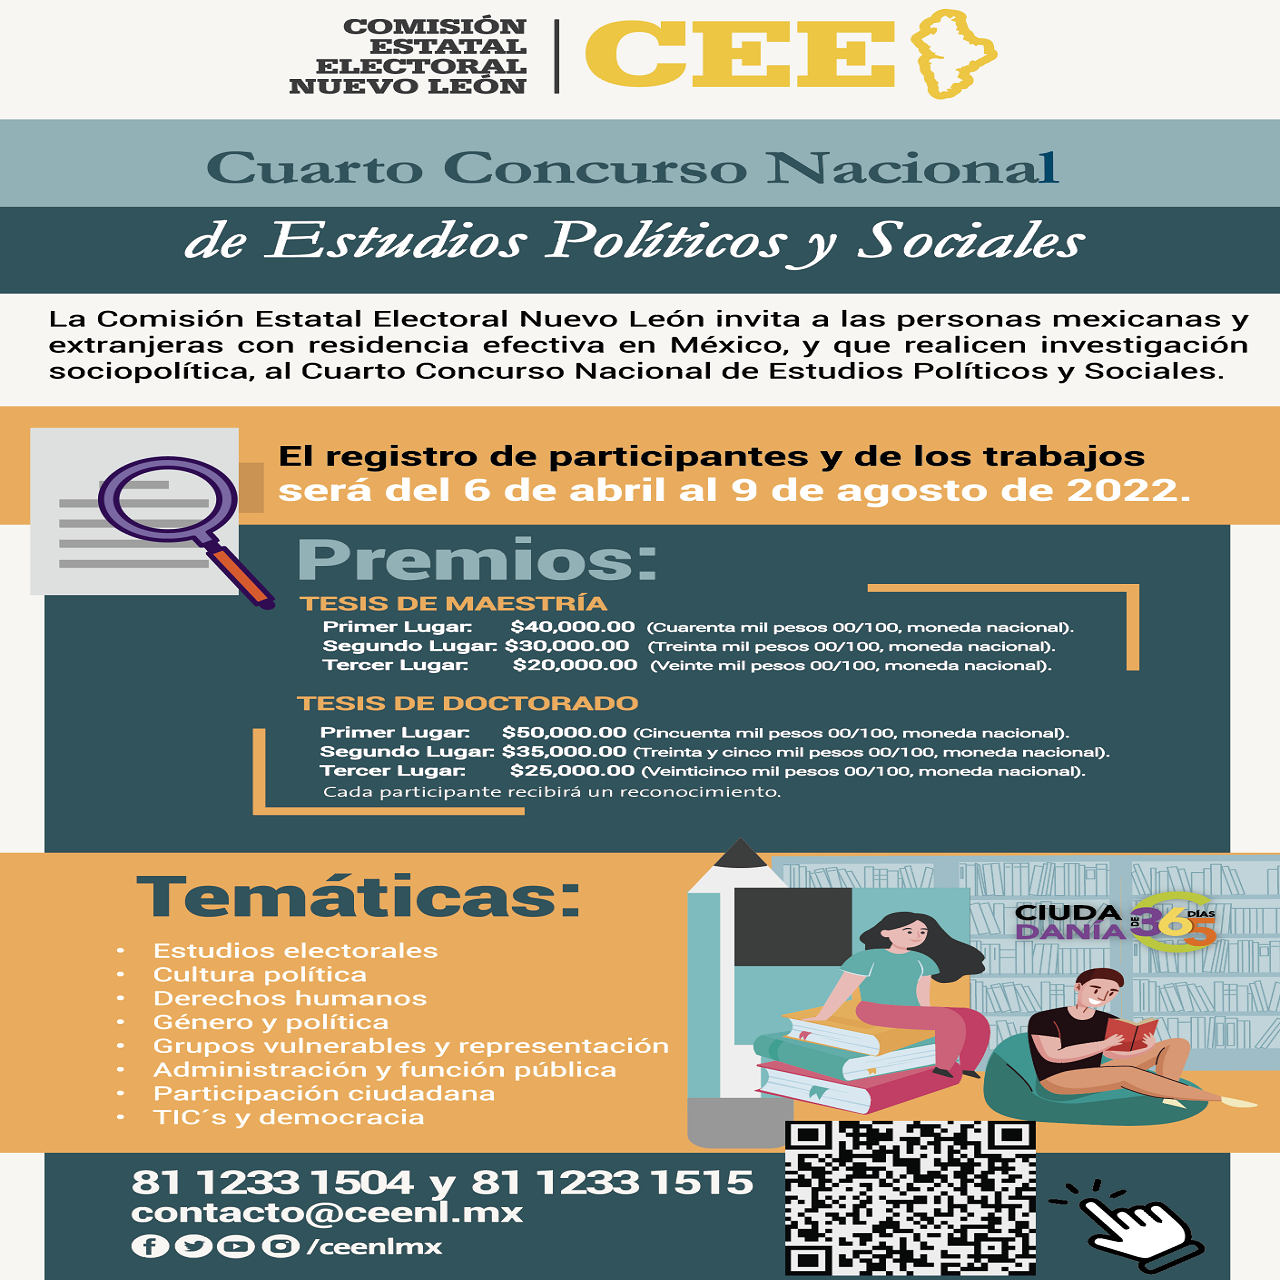 COMISIÓN
ESTATAL
ELECTORAL
NUEVO LEÓN
CEE
Cuarto Concurso Nacional
de Estudios Políticos y Sociales
La Comisión Estatal Electoral Nuevo León invita a las personas mexicanas y
extranjeras con residencia efectiva en México, y que realicen investigación
sociopolítica, al Cuarto Concurso Nacional de Estudios Políticos y Sociales.
El registro de participantes y de los trabajos
será del 6 de abril al 9 de agosto de 2022.
Premios:
TESIS DE MAESTRÍA
Primer Lugar: $40,000.00 (Cuarenta mil pesos 00/100, moneda nacional).
Segundo Lugar: $30,000.00 (Treinta mil pesos 00/100, moneda nacional).
Tercer Lugar: $20,000.00 (Veinte mil pesos 00/100, moneda nacional).
TESIS DE DOCTORADO
Primer Lugar: $50,000.00 (Cincuenta mil pesos 00/100, moneda nacional).
Segundo Lugar: $35,000.00 (Treinta y cinco mil pesos 00/100, moneda nacional).
Tercer Lugar: $25,000.00 (Veinticinco mil pesos 00/100, moneda nacional).
Cada participante recibirá un reconocimiento.
Temáticas:
• Estudios electorales
• Cultura política
• Derechos humanos
• Género y política
• Grupos vulnerables y representación
• Administración y función pública
• Participación ciudadana
• TIC´s y democracia
CIUDA
DANÍA DE 365 DÍAS
81 1233 1504 y 81 1233 1515
contacto@ceenl.mx
/ceenlmx